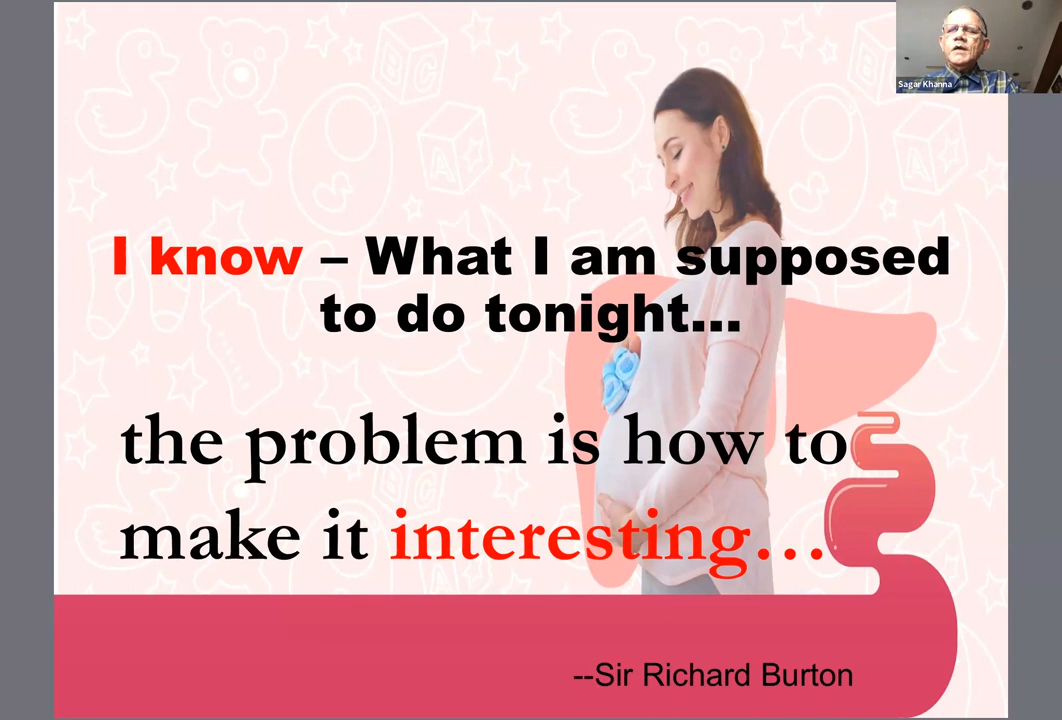 Sagar Khanna
I know – What I am supposed
to do tonight...
the problem is how to
make it interesting...
--Sir Richard Burton